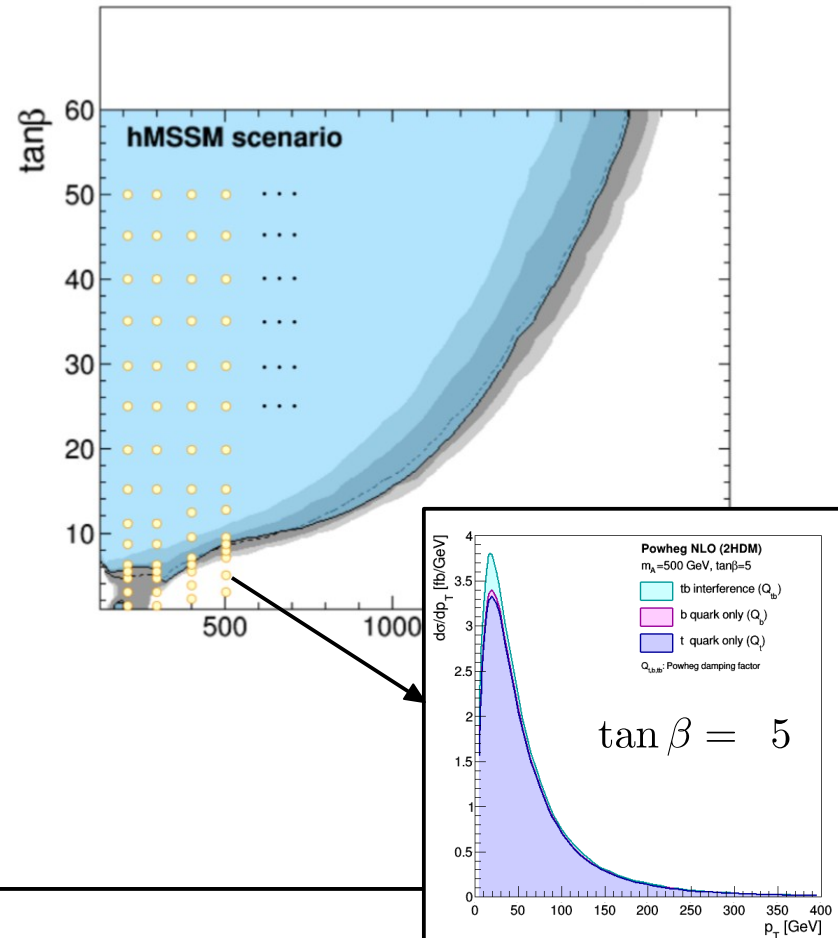 tanβ
60
hMSSM scenario
50
40
30
20
10
500
1000
dσ/dp_T [fb/GeV]
4
3.5
3
2.5
2
1.5
1
0.5
0
Powheg NLO (2HDM)
m_A=500 GeV, tanβ=5
tb interference (Q_tb)
b quark only (Q_b)
t quark only (Q_t)
Q_t,b,tb: Powheg damping factor
tan β = 5
0 50 100 150 200 250 300 350 400
p_T [GeV]